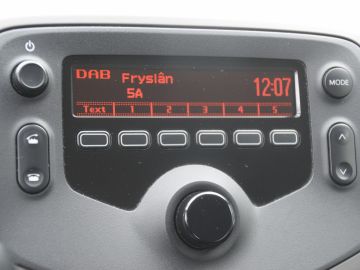 DAB Fryslân 12:07
5A
Text 1 2 3 4 5
MODE